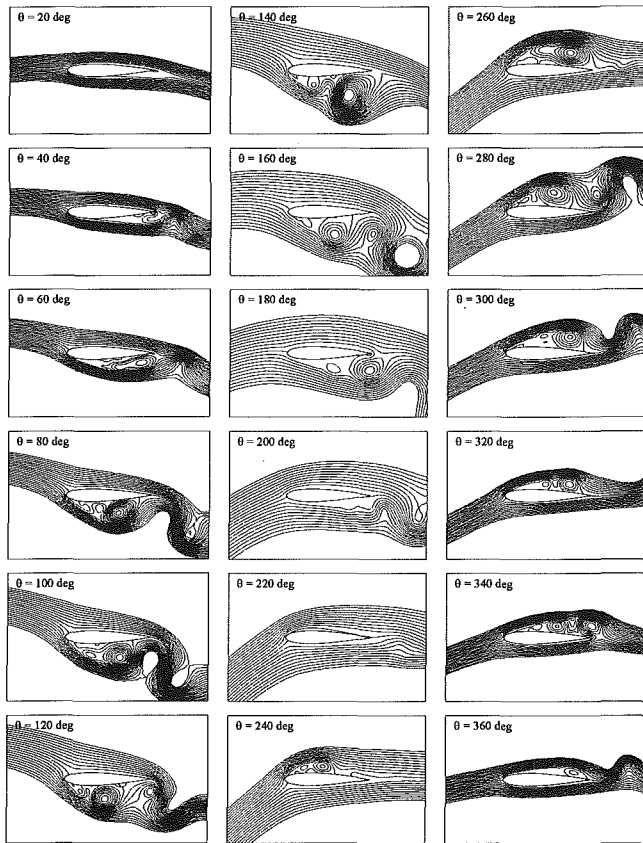 θ = 20 deg
θ = 40 deg
θ = 60 deg
θ = 80 deg
θ = 100 deg
θ = 120 deg
θ = 140 deg
θ = 160 deg
θ = 180 deg
θ = 200 deg
θ = 220 deg
θ = 240 deg
θ = 260 deg
θ = 280 deg
θ = 300 deg
θ = 320 deg
θ = 340 deg
θ = 360 deg